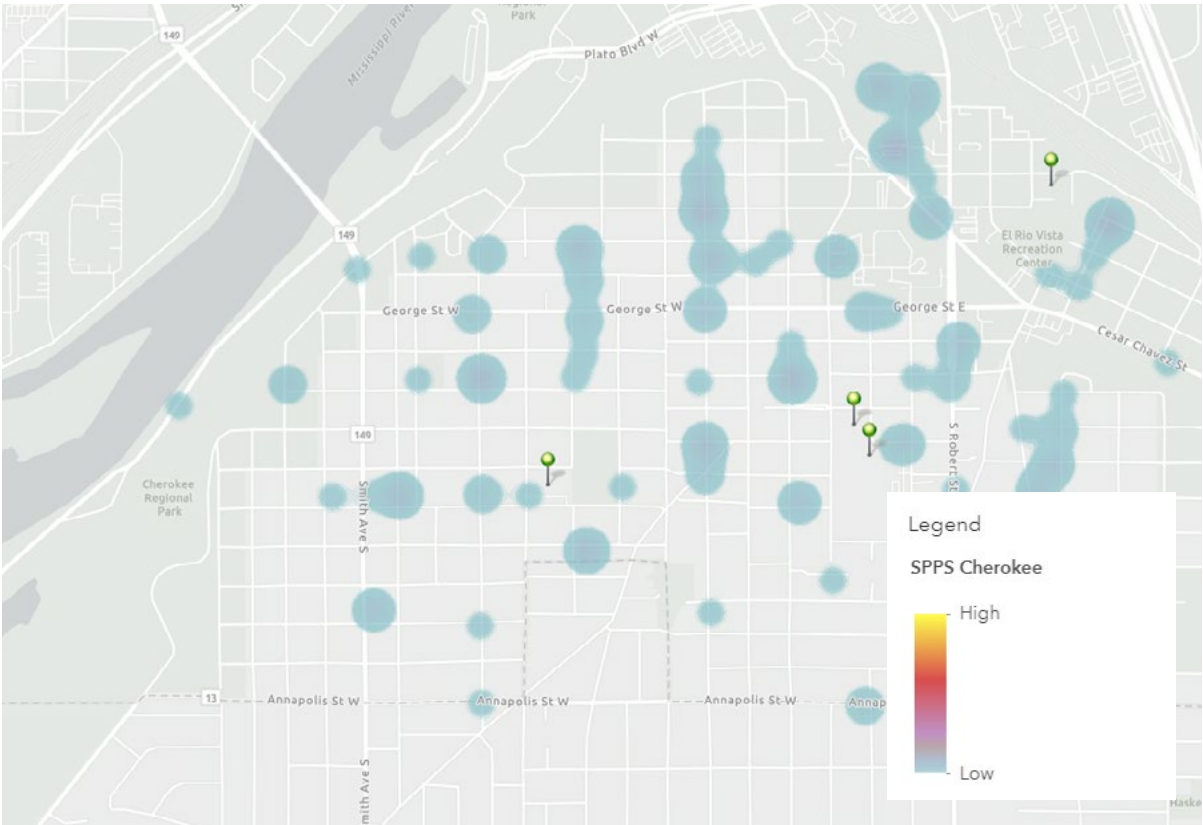 Regional
Park
149
Mississippi River
Plato Blvd W
149
El Rio Vista
Recreation
Center
George St W
George St W
George St E
Cesar Chavez St
149
S Robert St
Cherokee
Regional
Park
Smith Ave S
Legend
SPPS Cherokee
High
Low
13
Annapolis St W
Annapolis St W
Annapolis St W
Annap
mith Ave S
Haske